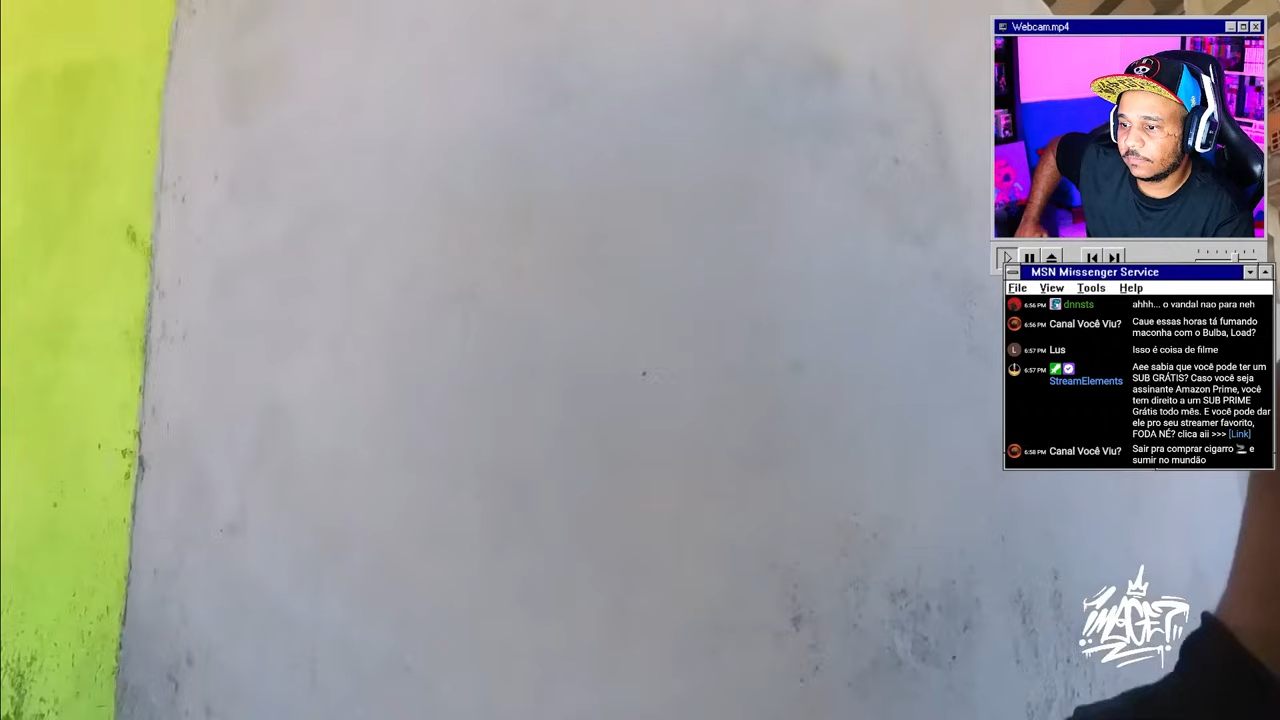 Webcam.mp4
MSN Missenger Service
File View Tools Help
6:56 PM dnnsts ahhh... o vandal nao para neh
6:56 PM Canal Você Viu? Caue essas horas tá fumando
maconha com o Bulba, Load?
6:57 PM Lus Isso é coisa de filme
6:57 PM StreamElements Aee sabia que você pode ter um
SUB GRÁTIS? Caso você seja
assinante Amazon Prime, você
tem direito a um SUB PRIME
Grátis todo mês. E você pode dar
ele pro seu streamer favorito,
FODA NÉ? clica aii >>> [Link]
6:58 PM Canal Você Viu? Sair pra comprar cigarro 🚬 e
sumir no mundão
IMAGE?